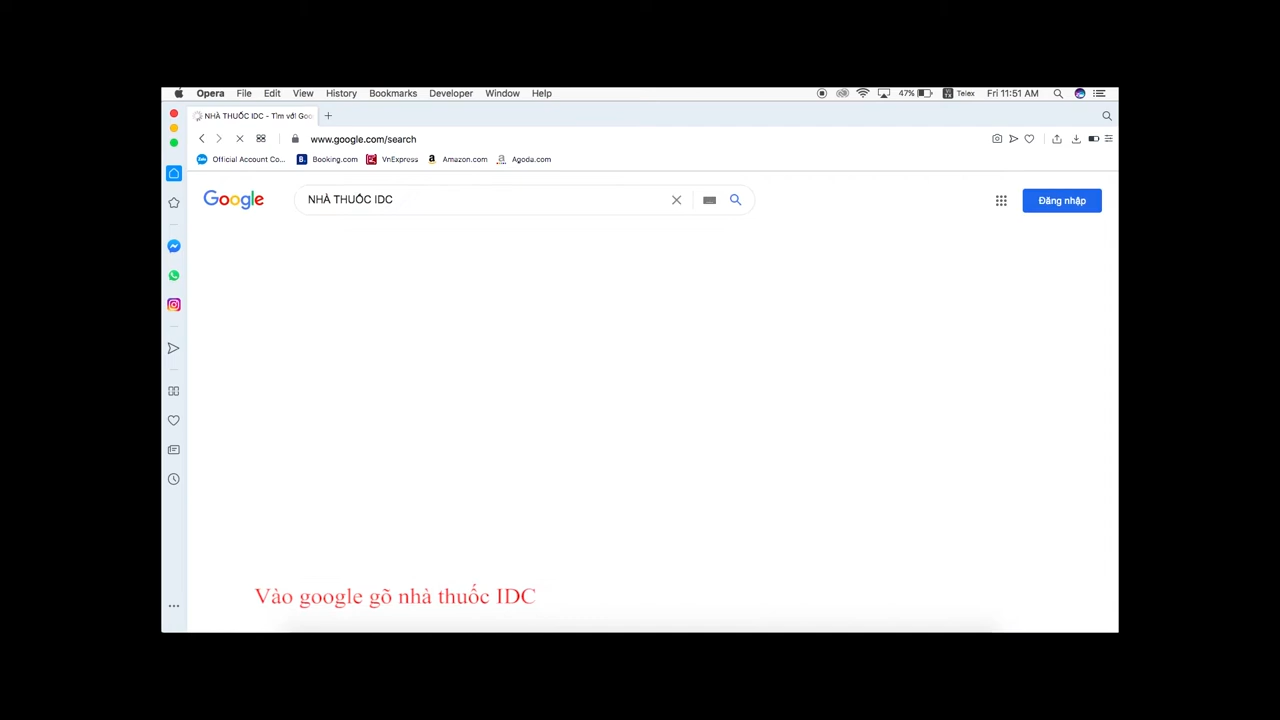 Opera File Edit View History Bookmarks Developer Window Help 47% Telex Fri 11:51 AM
NHÀ THUỐC IDC - Tìm với Goo
www.google.com/search
Official Account Co... Booking.com VnExpress Amazon.com Agoda.com
Google NHÀ THUỐC IDC Đăng nhập
Vào google gõ nhà thuốc IDC